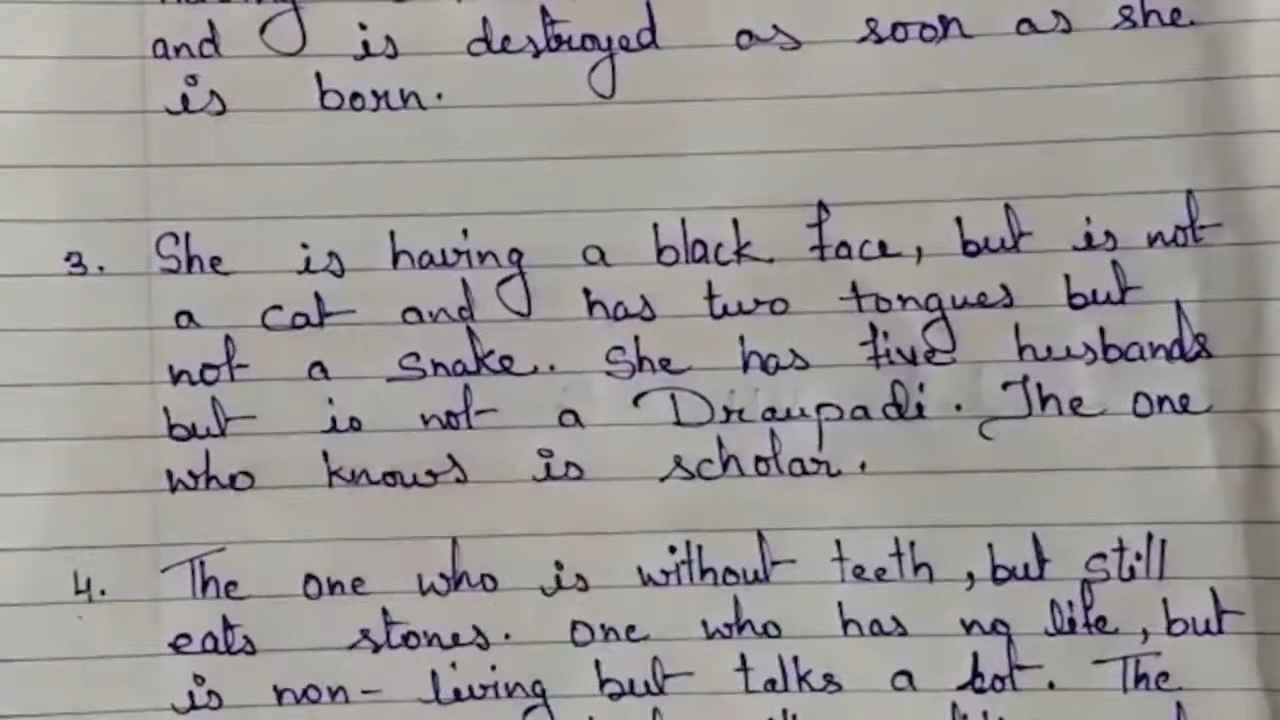 and is destroyed as soon as she
is born.
3. She is having a black face, but is not
a cat and has two tongues but
not a snake. She has five husbands
but is not a Draupadi. The one
who knows is scholar.
4. The one who is without teeth, but still
eats stones. One who has no life, but
is non-living but talks a lot. The